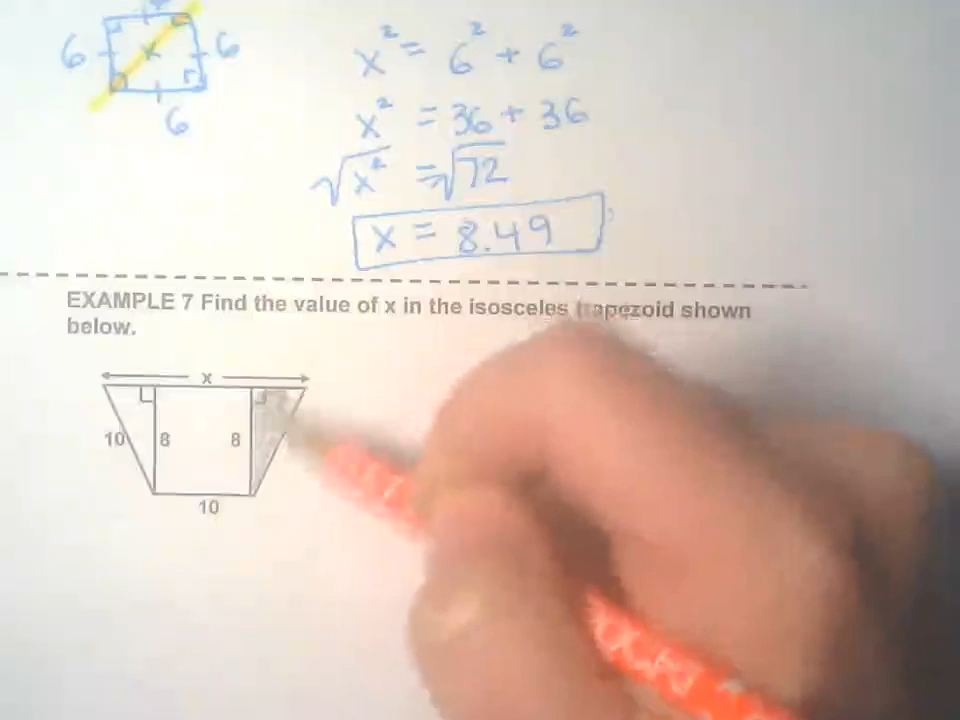 6 x 6
6
x² = 6² + 6²
x² = 36 + 36
√x² = √72
x = 8.49
EXAMPLE 7 Find the value of x in the isosceles trapezoid shown
below.
x
10 8 8
10